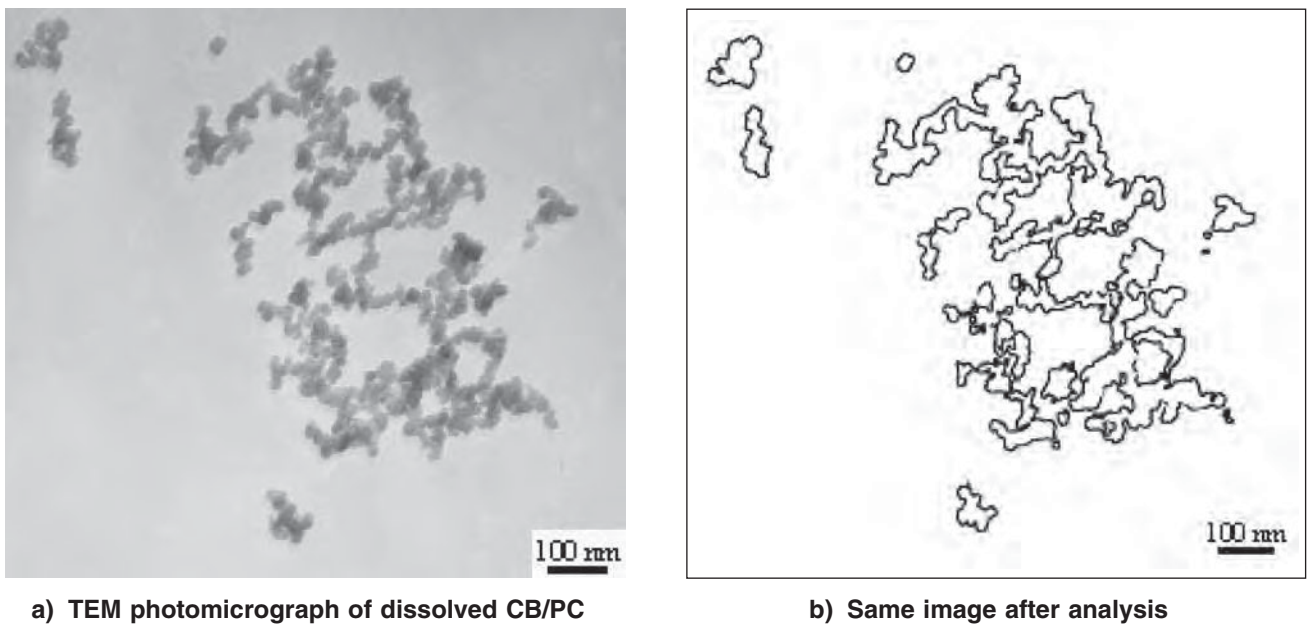 100 nm
100 nm
a) TEM photomicrograph of dissolved CB/PC
b) Same image after analysis